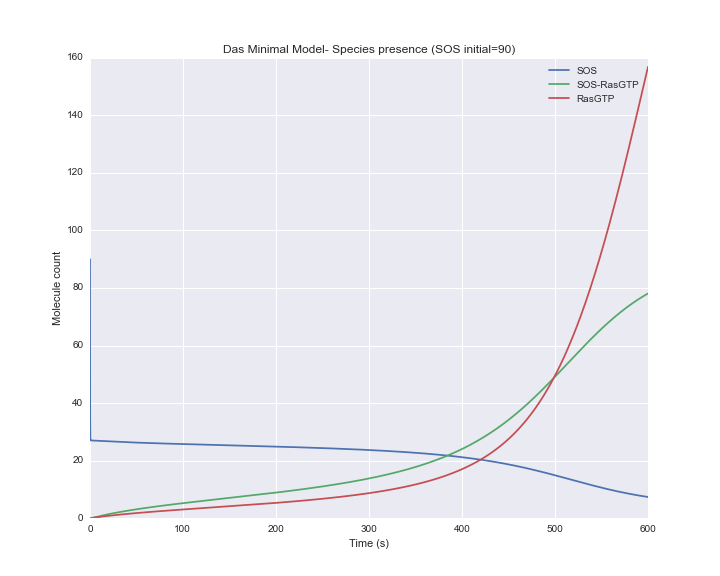 Das Minimal Model- Species presence (SOS initial=90)
SOS
SOS-RasGTP
RasGTP
160
140
120
100
80
60
40
20
0
Molecule count
0 100 200 300 400 500 600
Time (s)